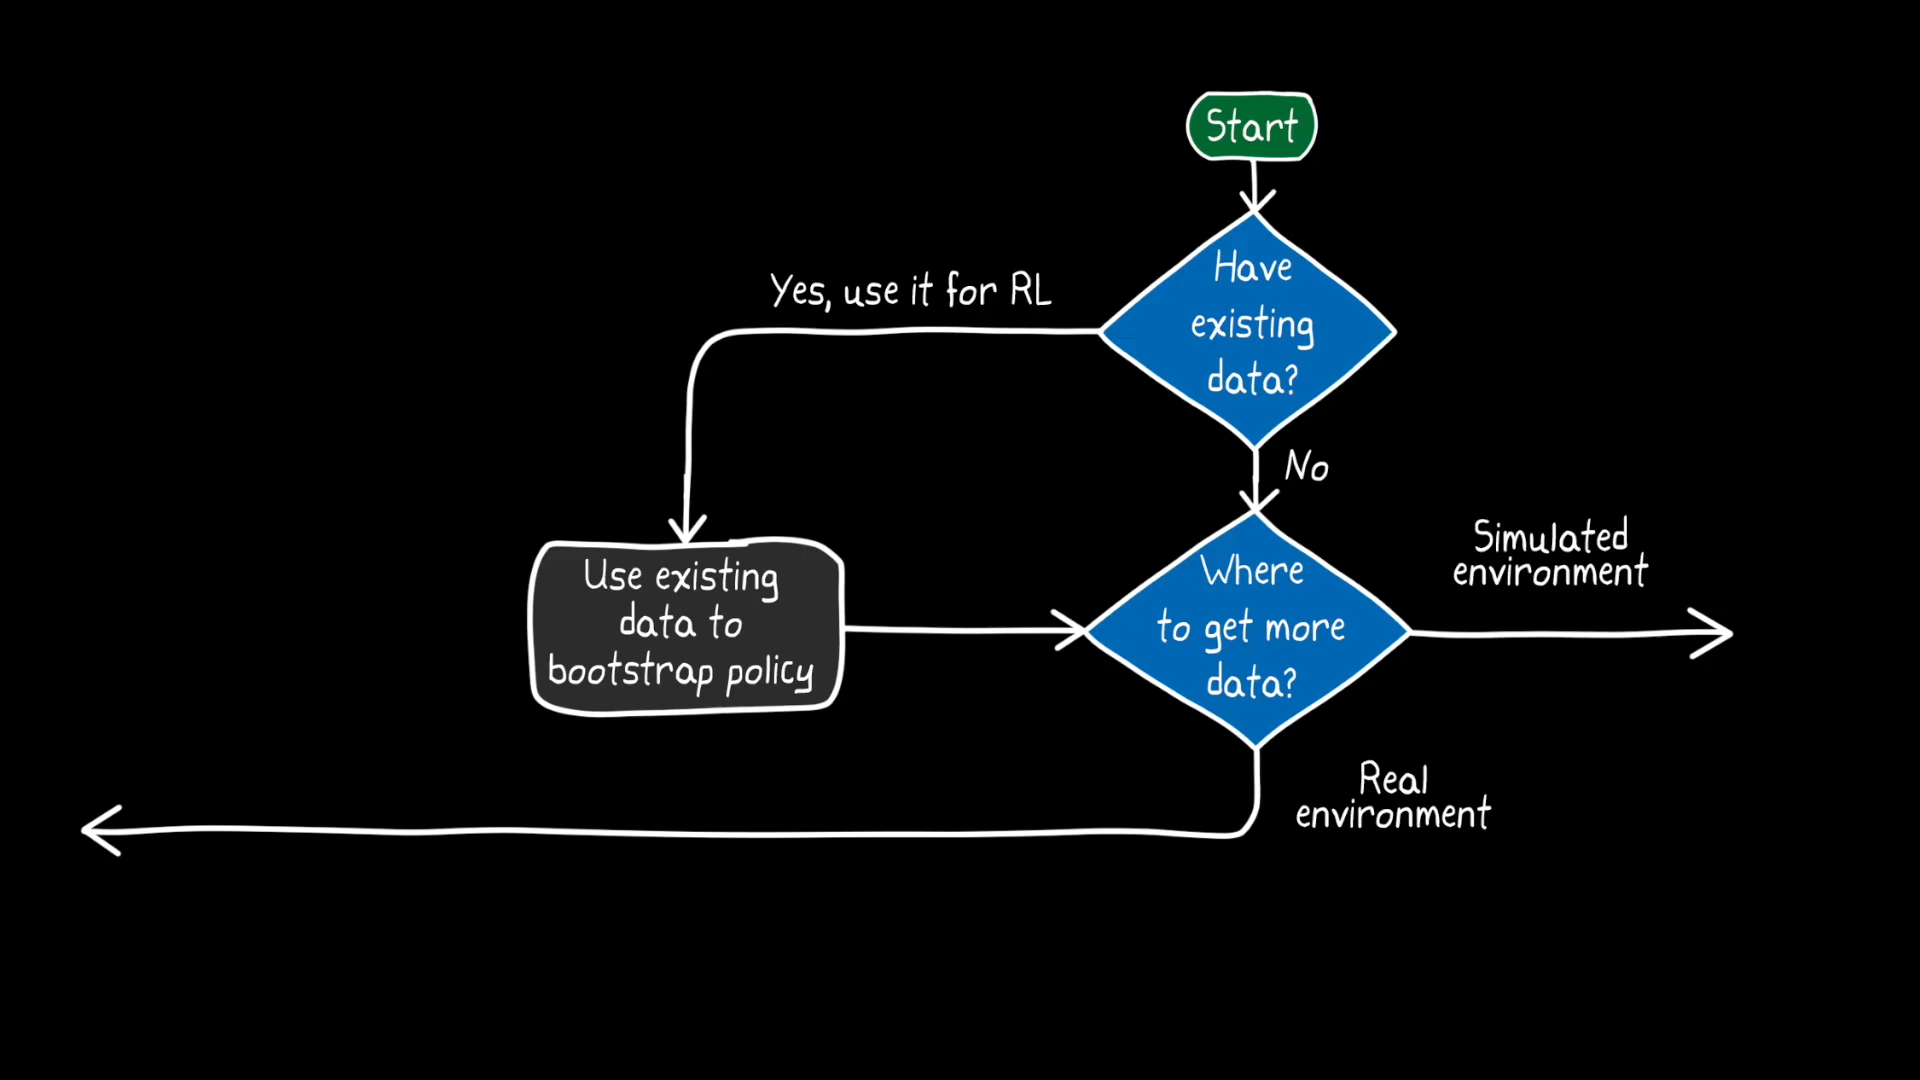 Start
Have
existing
data?
Yes, use it for RL
No
Use existing
data to
bootstrap policy
Where
to get more
data?
Simulated
environment
Real
environment